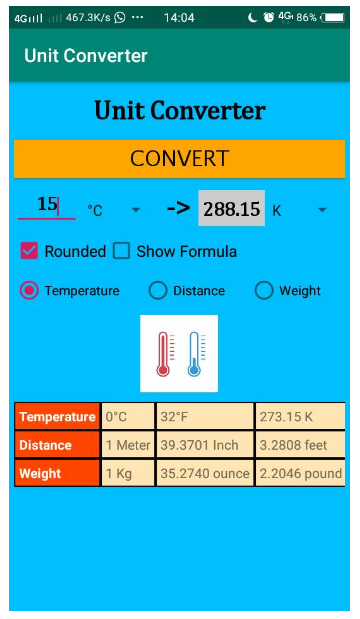 4G 467.3K/s ... 14:04 4G 86%
Unit Converter
Unit Converter
CONVERT
15 °C -> 288.15 K
Rounded Show Formula
Temperature Distance Weight
Temperature 0°C 32°F 273.15 K
Distance 1 Meter 39.3701 Inch 3.2808 feet
Weight 1 Kg 35.2740 ounce 2.2046 pound